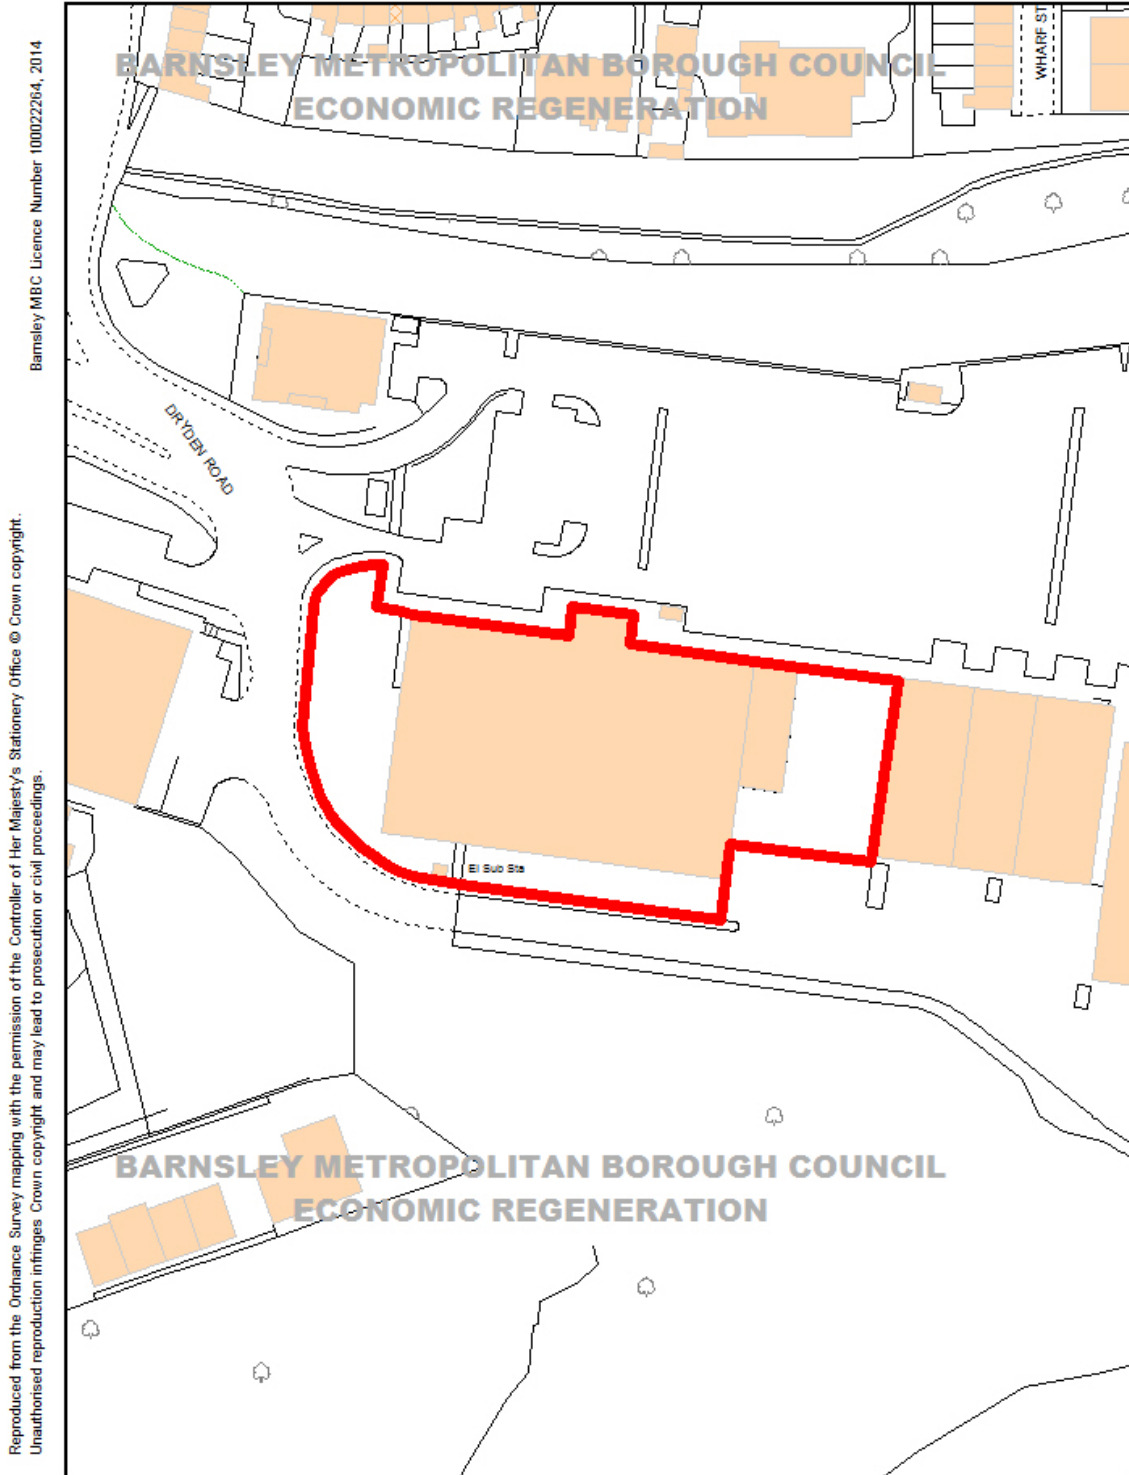 Barnsley MBC Licence Number 100022264, 2014
Reproduced from the Ordnance Survey mapping with the permission of the Controller of Her Majesty's Stationery Office © Crown copyright.
Unauthorised reproduction infringes Crown copyright and may lead to prosecution or civil proceedings.
BARNSLEY METROPOLITAN BOROUGH COUNCIL
ECONOMIC REGENERATION
WHARF ST
DRYDEN ROAD
El Sub Sta
BARNSLEY METROPOLITAN BOROUGH COUNCIL
ECONOMIC REGENERATION